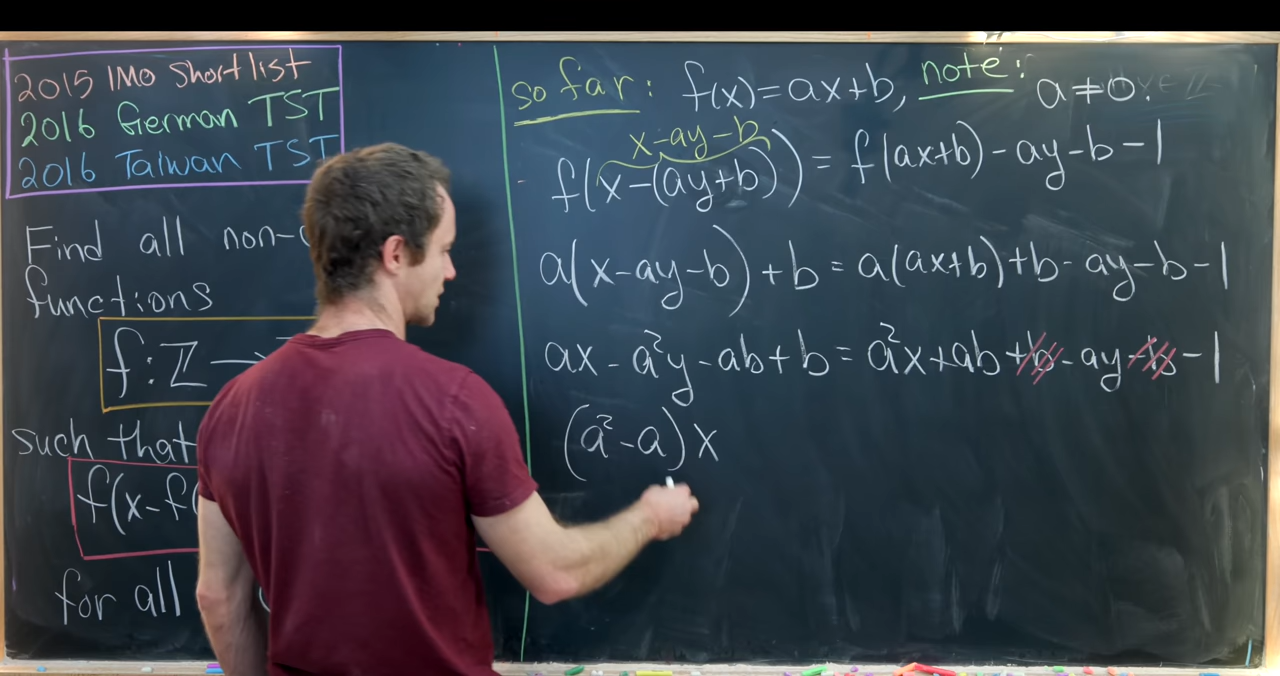 2015 IMO Shortlist
2016 German TST
2016 Taiwan TST
Find all
functions
f:ℤ→
such that
f(x-f(
for all
so far: f(x)=ax+b, note: a≠0.
x-ay-b
f(x-(ay+b))=f(ax+b)-ay-b-1
a(x-ay-b)+b=a(ax+b)+b-ay-b-1
ax-a²y-ab+b=a²x+ab+b-ay-b-1
(a²-a)x